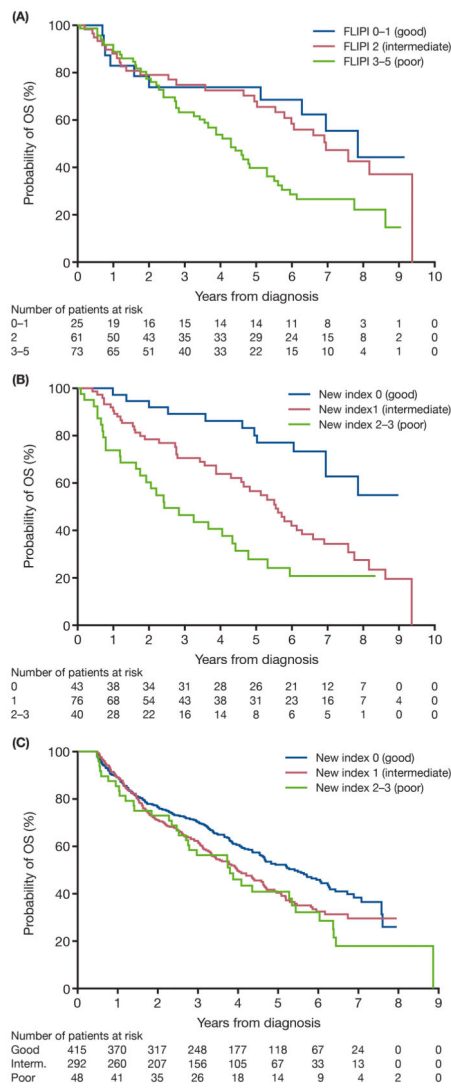 (A)
FLIPI 0–1 (good)
FLIPI 2 (intermediate)
FLIPI 3–5 (poor)
Probability of OS (%)
100
80
60
40
20
0
0 1 2 3 4 5 6 7 8 9 10
Years from diagnosis
Number of patients at risk
0–1 25 19 16 15 14 14 11 8 3 1 0
2 61 50 43 35 33 29 24 15 8 2 0
3–5 73 65 51 40 33 22 15 10 4 1 0
(B)
New index 0 (good)
New index1 (intermediate)
New index 2–3 (poor)
Probability of OS (%)
100
80
60
40
20
0
0 1 2 3 4 5 6 7 8 9 10
Years from diagnosis
Number of patients at risk
0 43 38 34 31 28 26 21 12 7 0 0
1 76 68 54 43 38 31 23 16 7 4 0
2–3 40 28 22 16 14 8 6 5 1 0 0
(C)
New index 0 (good)
New index 1 (intermediate)
New index 2–3 (poor)
Probability of OS (%)
100
80
60
40
20
0
0 1 2 3 4 5 6 7 8 9
Years from diagnosis
Number of patients at risk
Good 415 370 317 248 177 118 67 24 0 0
Interm. 292 260 207 156 105 67 33 13 0 0
Poor 48 41 35 26 18 14 9 4 2 0